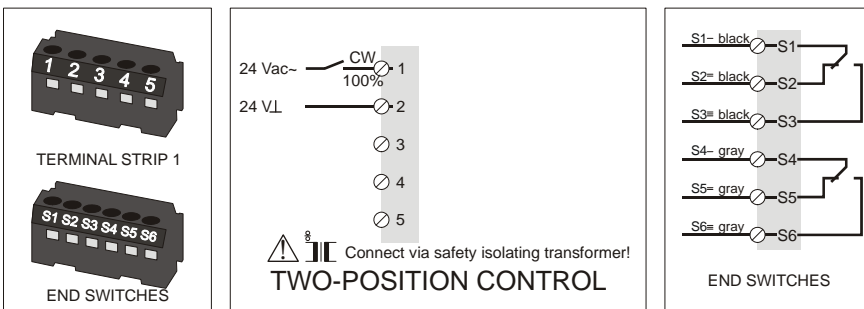 1 2 3 4 5
TERMINAL STRIP 1
S1 S2 S3 S4 S5 S6
END SWITCHES
24 Vac~ CW 1
100%
24 V⊥ 2
3
4
5
Connect via safety isolating transformer!
TWO-POSITION CONTROL
S1– black S1
S2= black S2
S3≡ black S3
S4– gray S4
S5= gray S5
S6≡ gray S6
END SWITCHES